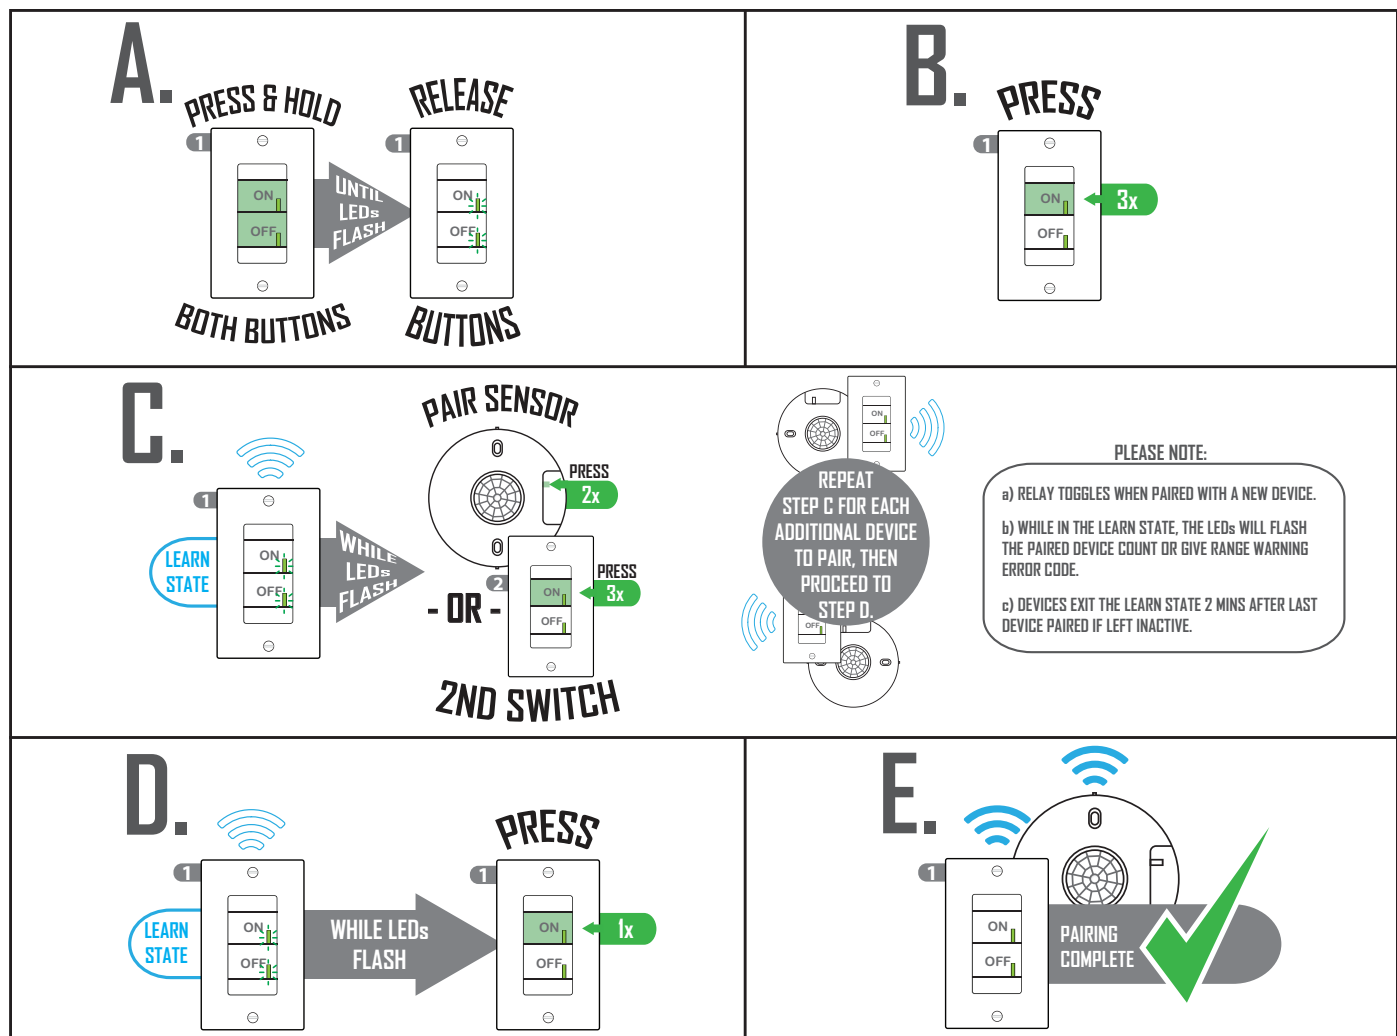 A.
PRESS & HOLD
1
ON
OFF
BOTH BUTTONS
UNTIL
LEDs
FLASH
RELEASE
1
ON
OFF
BUTTONS
B.
PRESS
1
ON
OFF
3x
C.
1
LEARN
STATE
ON
OFF
WHILE
LEDs
FLASH
PAIR SENSOR
PRESS
2x
- OR -
2
ON
OFF
PRESS
3x
2ND SWITCH
ON
OFF
REPEAT
STEP C FOR EACH
ADDITIONAL DEVICE
TO PAIR, THEN
PROCEED TO
STEP D.
OFF
PLEASE NOTE:
a) RELAY TOGGLES WHEN PAIRED WITH A NEW DEVICE.
b) WHILE IN THE LEARN STATE, THE LEDs WILL FLASH
THE PAIRED DEVICE COUNT OR GIVE RANGE WARNING
ERROR CODE.
c) DEVICES EXIT THE LEARN STATE 2 MINS AFTER LAST
DEVICE PAIRED IF LEFT INACTIVE.
D.
1
LEARN
STATE
ON
OFF
WHILE LEDs
FLASH
PRESS
1
ON
OFF
1x
E.
1
ON
OFF
PAIRING
COMPLETE